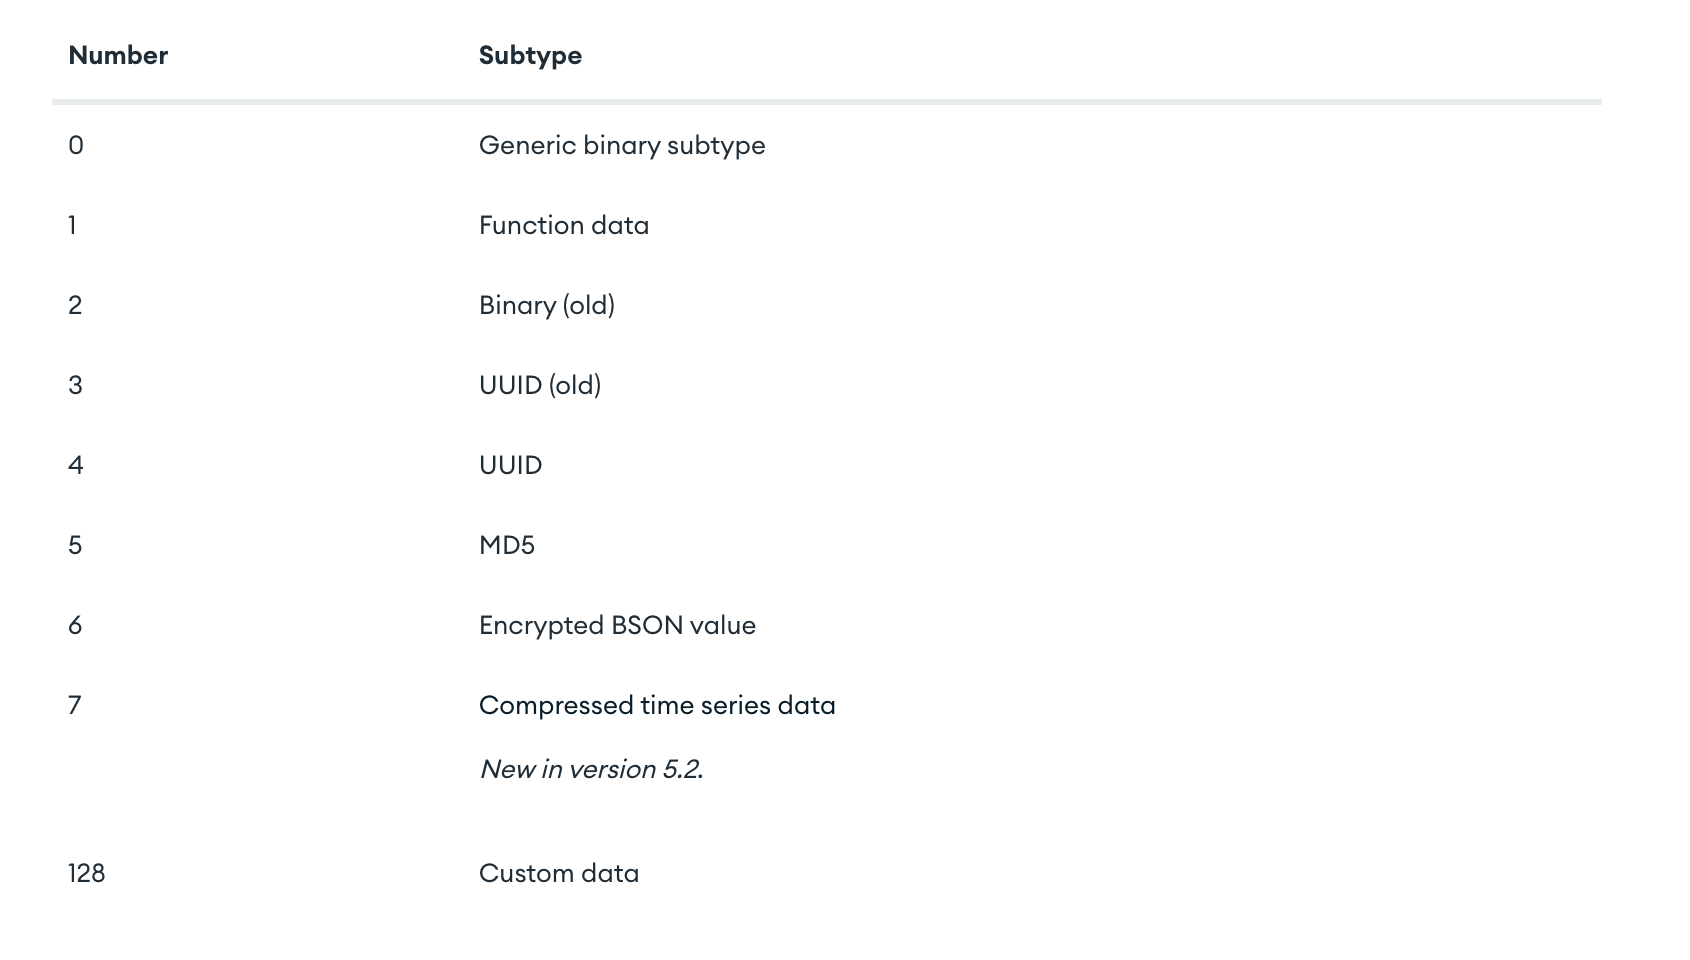 Number Subtype
0 Generic binary subtype
1 Function data
2 Binary (old)
3 UUID (old)
4 UUID
5 MD5
6 Encrypted BSON value
7 Compressed time series data
New in version 5.2.
128 Custom data